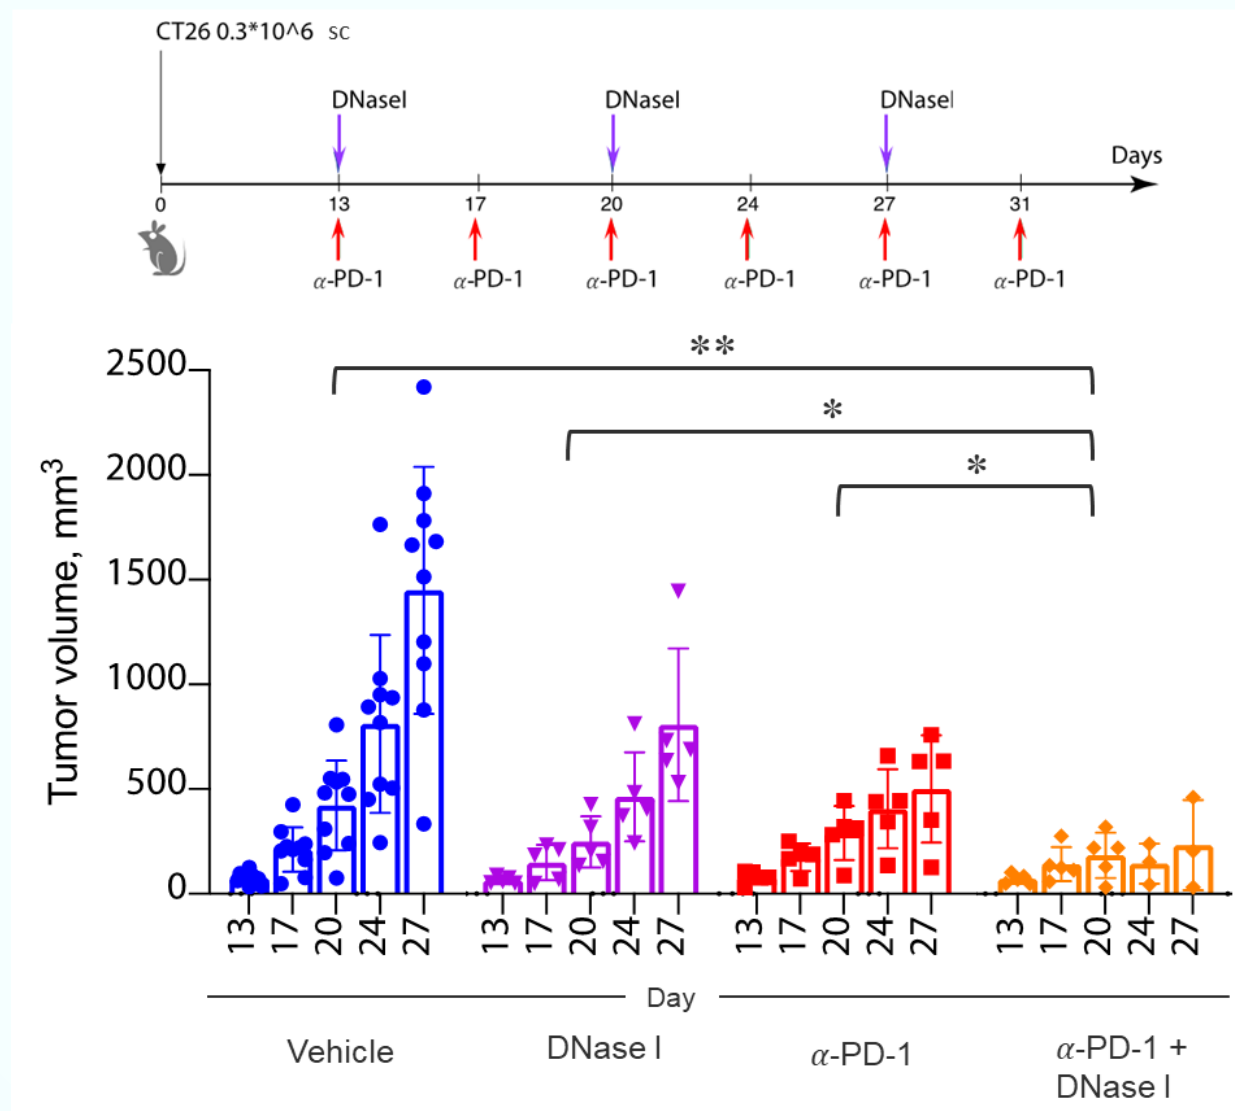 CT26 0.3*10^6 SC
DNaseI DNaseI DNaseI
Days
0 13 17 20 24 27 31
α-PD-1 α-PD-1 α-PD-1 α-PD-1 α-PD-1 α-PD-1
**
*
*
Tumor volume, mm³
2500
2000
1500
1000
500
0
13 17 20 24 27 13 17 20 24 27 13 17 20 24 27 13 17 20 24 27
Day
Vehicle DNase I α-PD-1 α-PD-1 +
DNase I